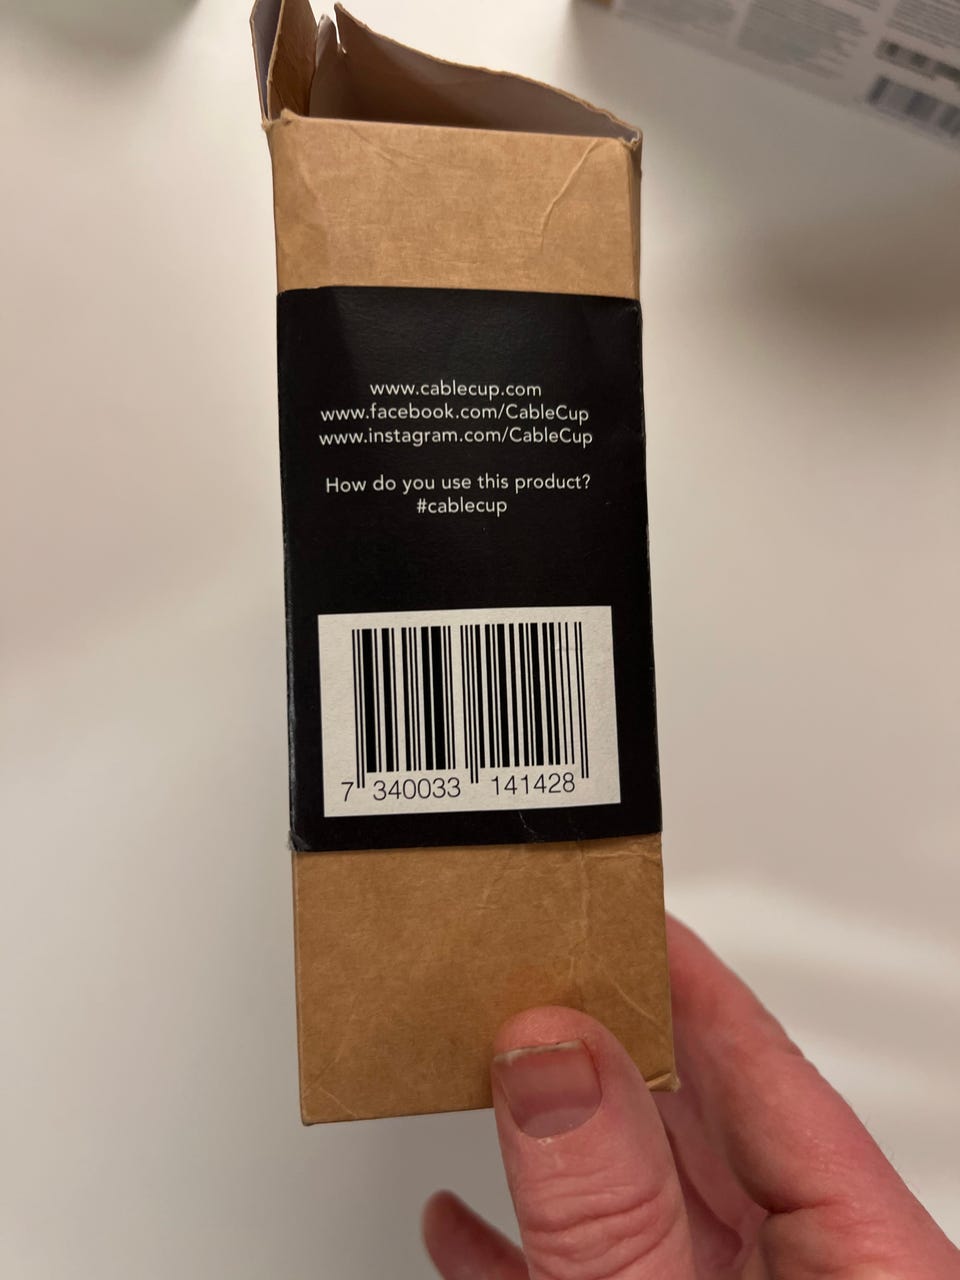 www.cablecup.com
www.facebook.com/CableCup
www.instagram.com/CableCup
How do you use this product?
#cablecup
7 340033 141428